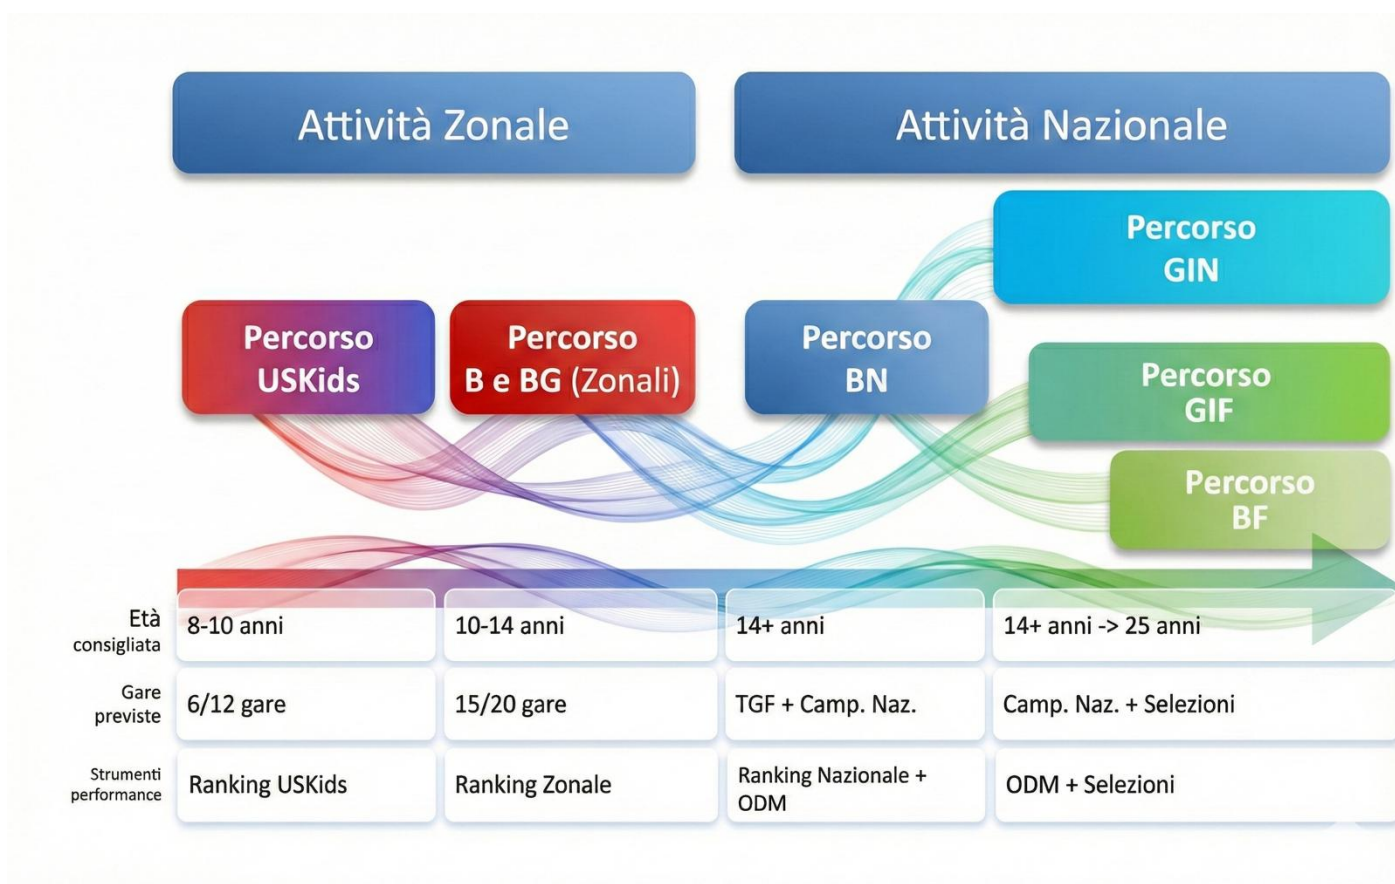 Attività Zonale
Attività Nazionale
Percorso
GIN
Percorso
USKids
Percorso
B e BG (Zonali)
Percorso
BN
Percorso
GIF
Percorso
BF
Età
consigliata
8-10 anni
10-14 anni
14+ anni
14+ anni -> 25 anni
Gare
previste
6/12 gare
15/20 gare
TGF + Camp. Naz.
Camp. Naz. + Selezioni
Strumenti
performance
Ranking USKids
Ranking Zonale
Ranking Nazionale +
ODM
ODM + Selezioni